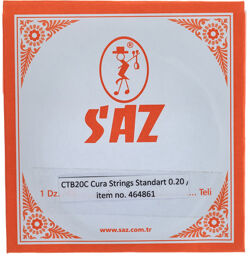 ®
SAZ
CTB20C Cura Strings Standart 0.20 /
item no. 464861
1 Dz. ... Teli
www.saz.com.tr